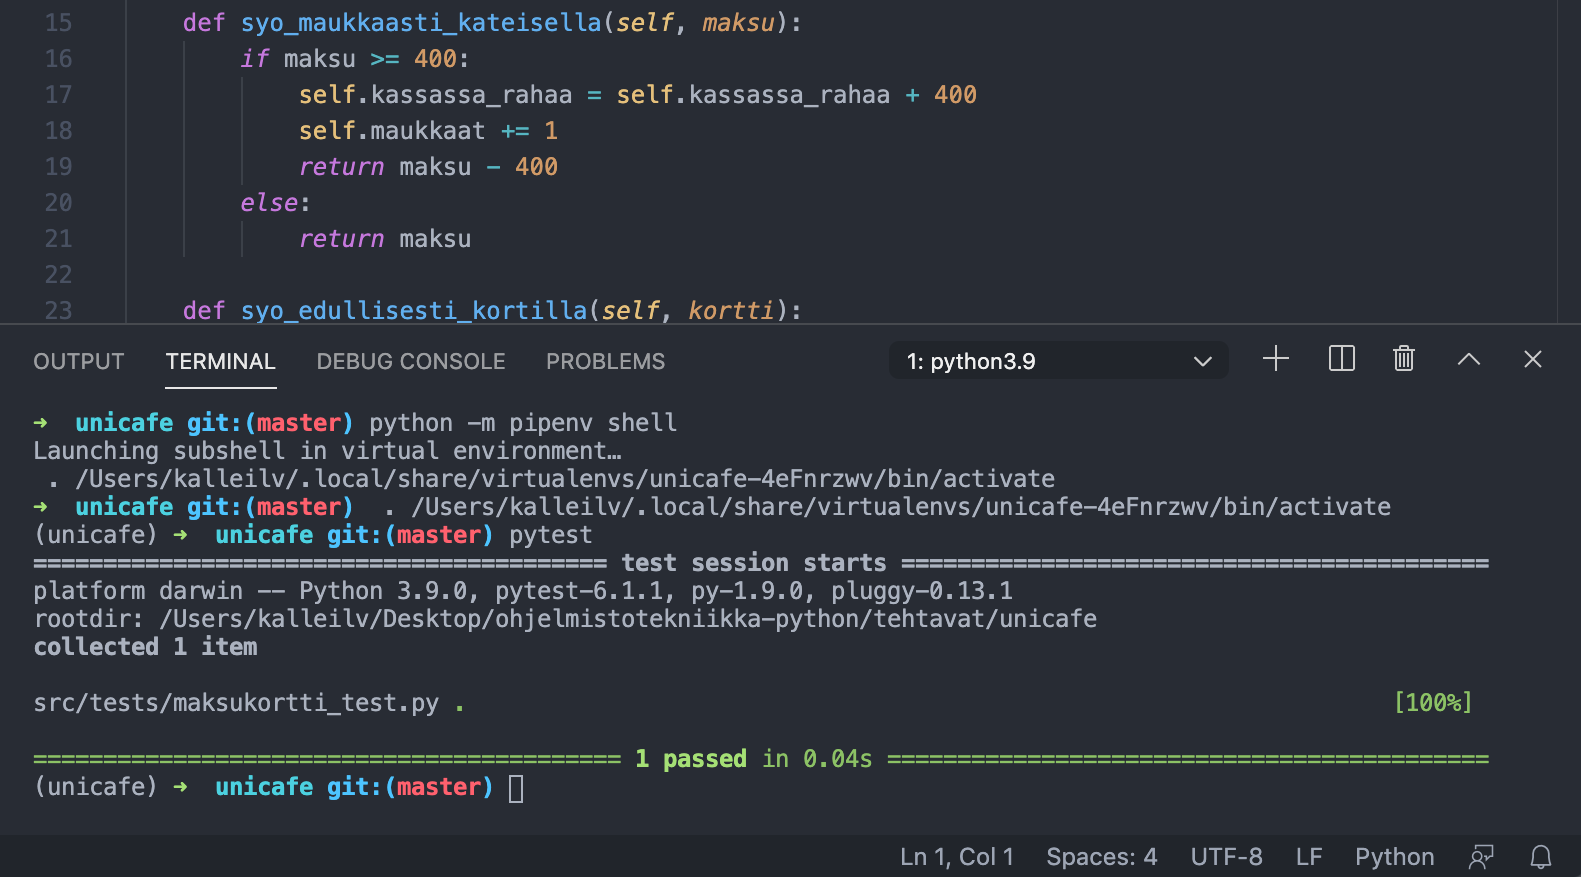 15 def syo_maukkaasti_kateisella(self, maksu):
16 if maksu >= 400:
17 self.kassassa_rahaa = self.kassassa_rahaa + 400
18 self.maukkaat += 1
19 return maksu - 400
20 else:
21 return maksu
22
23 def syo_edullisesti_kortilla(self, kortti):
OUTPUT TERMINAL DEBUG CONSOLE PROBLEMS 1: python3.9
➜ unicafe git:(master) python -m pipenv shell
Launching subshell in virtual environment…
. /Users/kalleilv/.local/share/virtualenvs/unicafe-4eFnrzwv/bin/activate
➜ unicafe git:(master) . /Users/kalleilv/.local/share/virtualenvs/unicafe-4eFnrzwv/bin/activate
(unicafe) ➜ unicafe git:(master) pytest
========================================= test session starts ==========================================
platform darwin -- Python 3.9.0, pytest-6.1.1, py-1.9.0, pluggy-0.13.1
rootdir: /Users/kalleilv/Desktop/ohjelmistotekniikka-python/tehtavat/unicafe
collected 1 item
src/tests/maksukortti_test.py . [100%]
========================================== 1 passed in 0.04s ===========================================
(unicafe) ➜ unicafe git:(master)
Ln 1, Col 1 Spaces: 4 UTF-8 LF Python